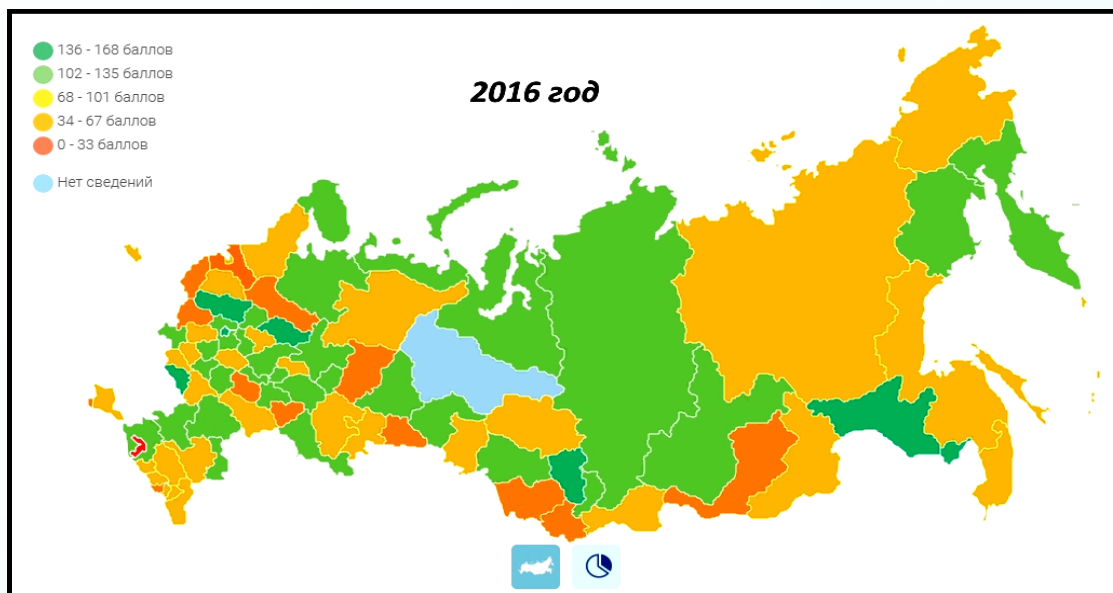 136 - 168 баллов
102 - 135 баллов
68 - 101 баллов
34 - 67 баллов
0 - 33 баллов
Нет сведений
2016 год